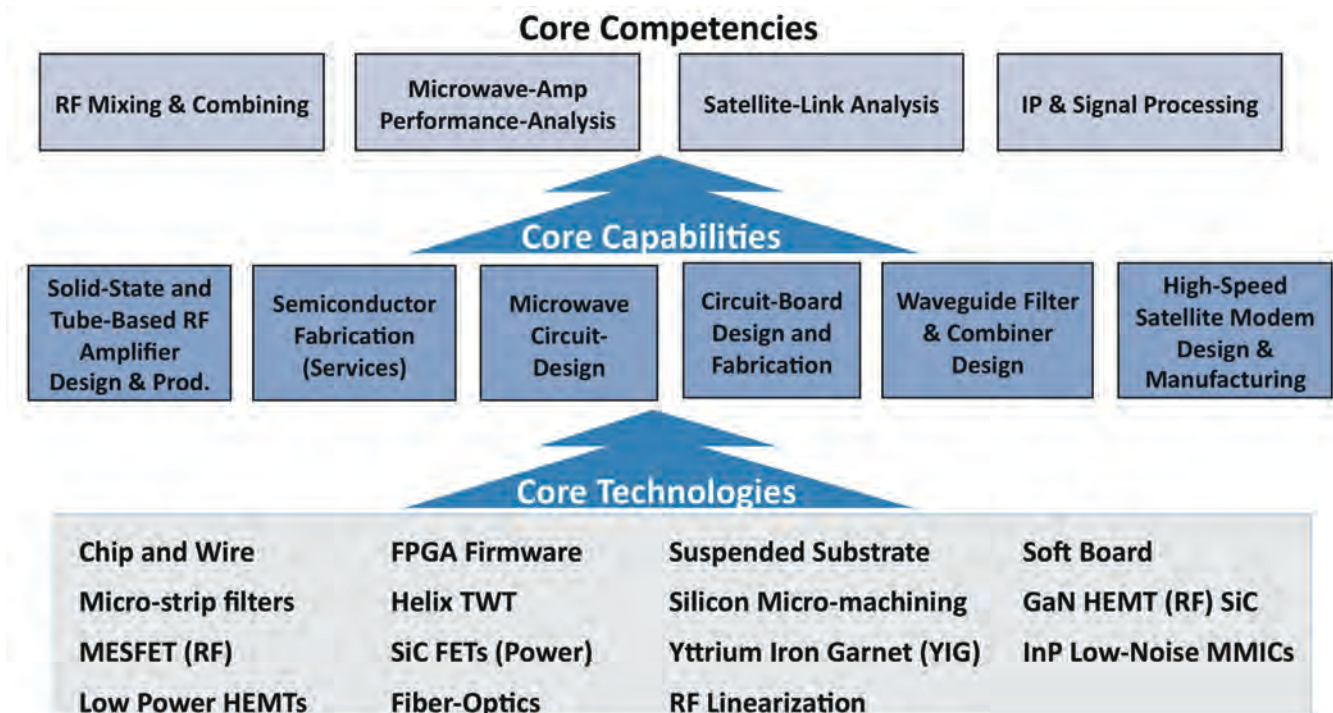 Core Competencies
RF Mixing & Combining
Microwave-Amp
Performance-Analysis
Satellite-Link Analysis
IP & Signal Processing
Core Capabilities
Solid-State and
Tube-Based RF
Amplifier
Design & Prod.
Semiconductor
Fabrication
(Services)
Microwave
Circuit-
Design
Circuit-Board
Design and
Fabrication
Waveguide Filter
& Combiner
Design
High-Speed
Satellite Modem
Design &
Manufacturing
Core Technologies
Chip and Wire
Micro-strip filters
MESFET (RF)
Low Power HEMTs
FPGA Firmware
Helix TWT
SiC FETs (Power)
Fiber-Optics
Suspended Substrate
Silicon Micro-machining
Yttrium Iron Garnet (YIG)
RF Linearization
Soft Board
GaN HEMT (RF) SiC
InP Low-Noise MMICs